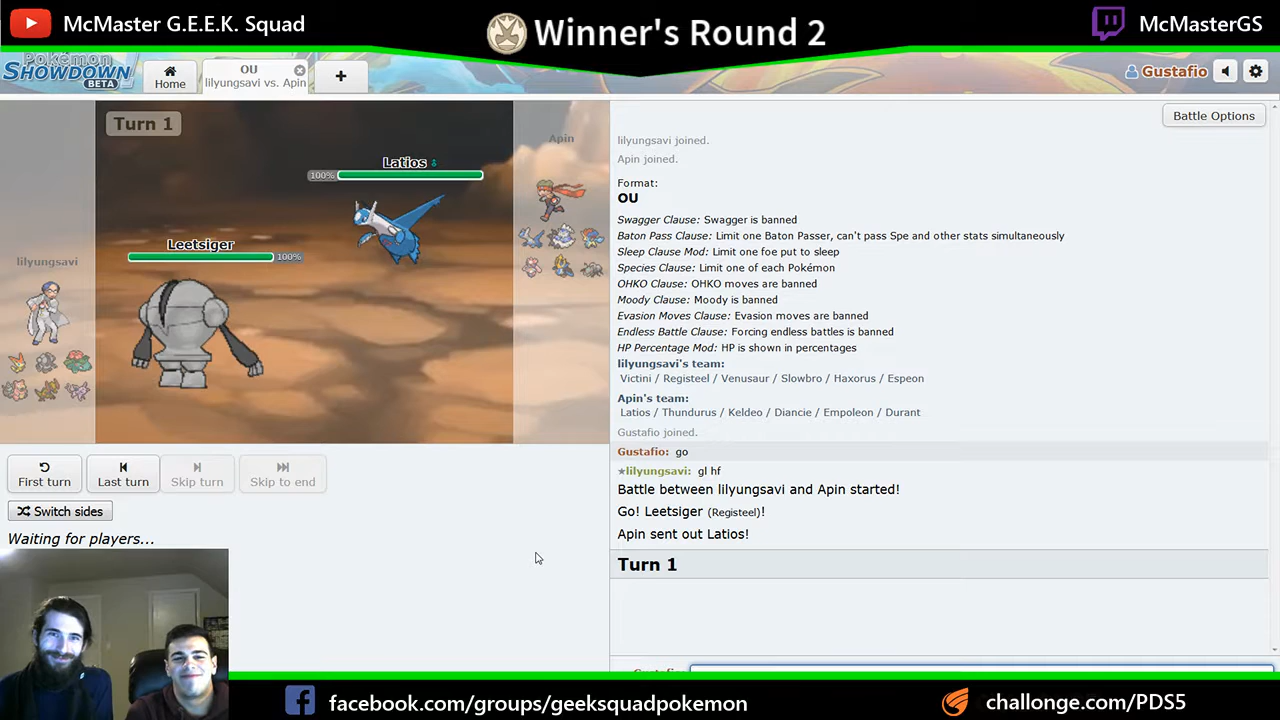 McMaster G.E.E.K. Squad
Winner's Round 2
McMasterGS
Pokémon
SHOWDOWN
BETA
Home
OU
lilyungsavi vs. Apin
Gustafio
Battle Options
Turn 1
Apin
Latios
100%
Leetsiger
100%
lilyungsavi
lilyungsavi joined.
Apin joined.
Format:
OU
Swagger Clause: Swagger is banned
Baton Pass Clause: Limit one Baton Passer, can't pass Spe and other stats simultaneously
Sleep Clause Mod: Limit one foe put to sleep
Species Clause: Limit one of each Pokémon
OHKO Clause: OHKO moves are banned
Moody Clause: Moody is banned
Evasion Moves Clause: Evasion moves are banned
Endless Battle Clause: Forcing endless battles is banned
HP Percentage Mod: HP is shown in percentages
lilyungsavi's team:
Victini / Registeel / Venusaur / Slowbro / Haxorus / Espeon
Apin's team:
Latios / Thundurus / Keldeo / Diancie / Empoleon / Durant
Gustafio joined.
Gustafio: go
★lilyungsavi: gl hf
Battle between lilyungsavi and Apin started!
Go! Leetsiger (Registeel)!
Apin sent out Latios!
Turn 1
First turn
Last turn
Skip turn
Skip to end
Switch sides
Waiting for players...
Gustafio:
facebook.com/groups/geeksquadpokemon
challonge.com/PDS5